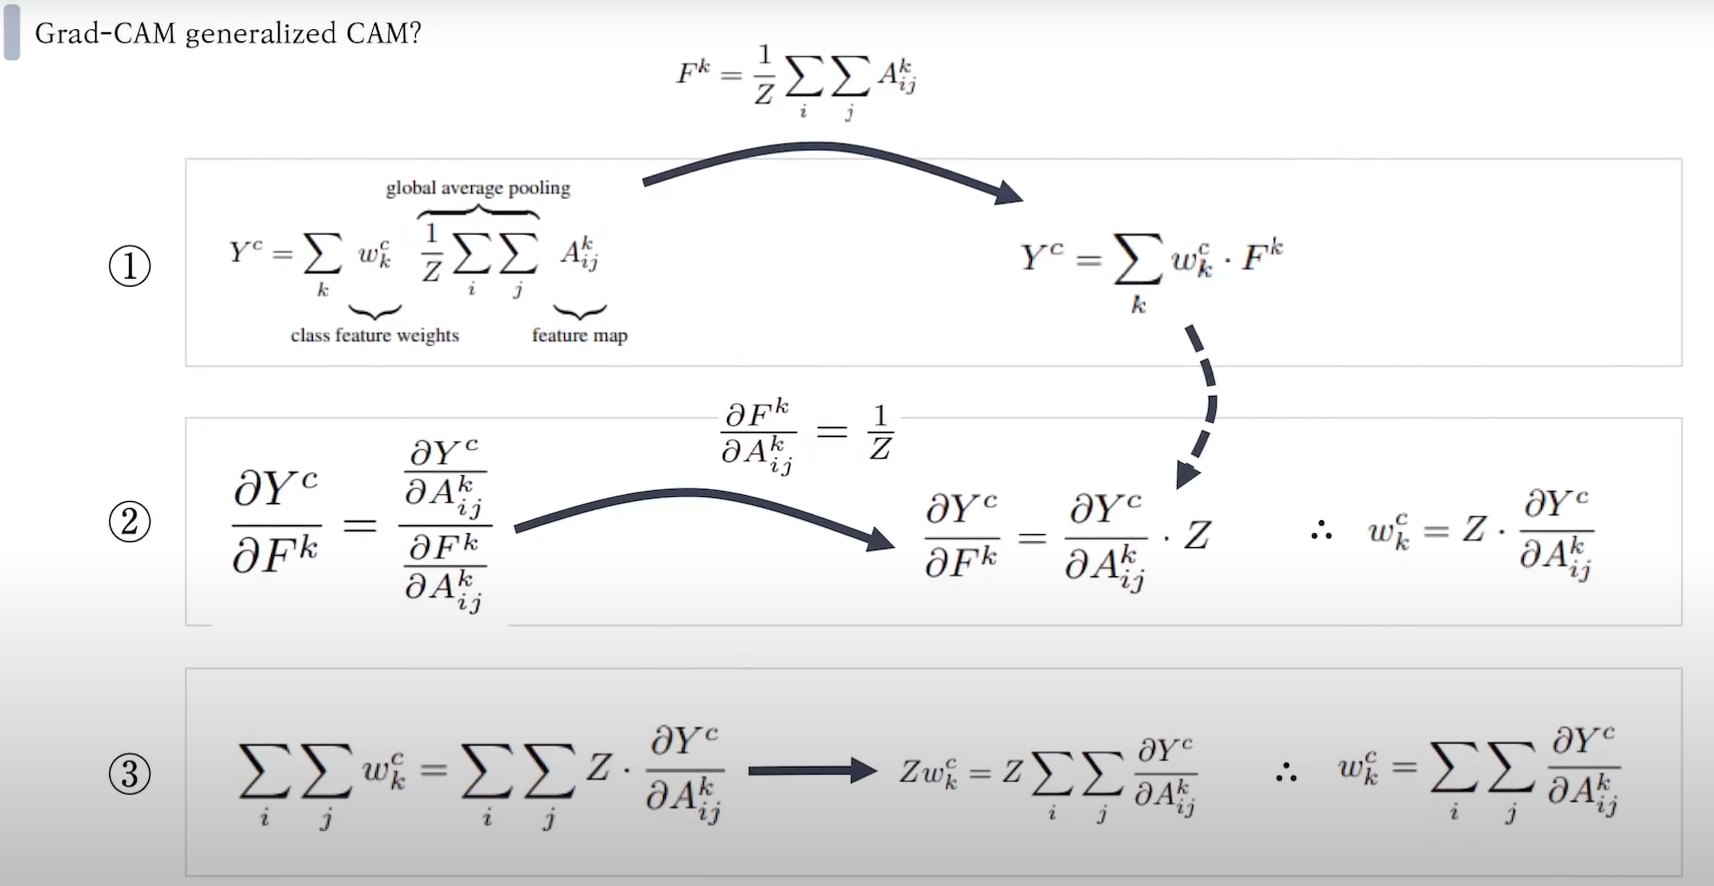 Grad-CAM generalized CAM?
F^k = \frac{1}{Z} \sum_i \sum_j A_{ij}^k
①
global average pooling
Y^c = \sum_k w_k^c \frac{1}{Z} \sum_i \sum_j A_{ij}^k
class feature weights
feature map
Y^c = \sum_k w_k^c \cdot F^k
②
\frac{\partial Y^c}{\partial F^k} = \frac{\frac{\partial Y^c}{\partial A_{ij}^k}}{\frac{\partial F^k}{\partial A_{ij}^k}}
\frac{\partial F^k}{\partial A_{ij}^k} = \frac{1}{Z}
\frac{\partial Y^c}{\partial F^k} = \frac{\partial Y^c}{\partial A_{ij}^k} \cdot Z
∴ w_k^c = Z \cdot \frac{\partial Y^c}{\partial A_{ij}^k}
③
\sum_i \sum_j w_k^c = \sum_i \sum_j Z \cdot \frac{\partial Y^c}{\partial A_{ij}^k}
Z w_k^c = Z \sum_i \sum_j \frac{\partial Y^c}{\partial A_{ij}^k}
∴ w_k^c = \sum_i \sum_j \frac{\partial Y^c}{\partial A_{ij}^k}